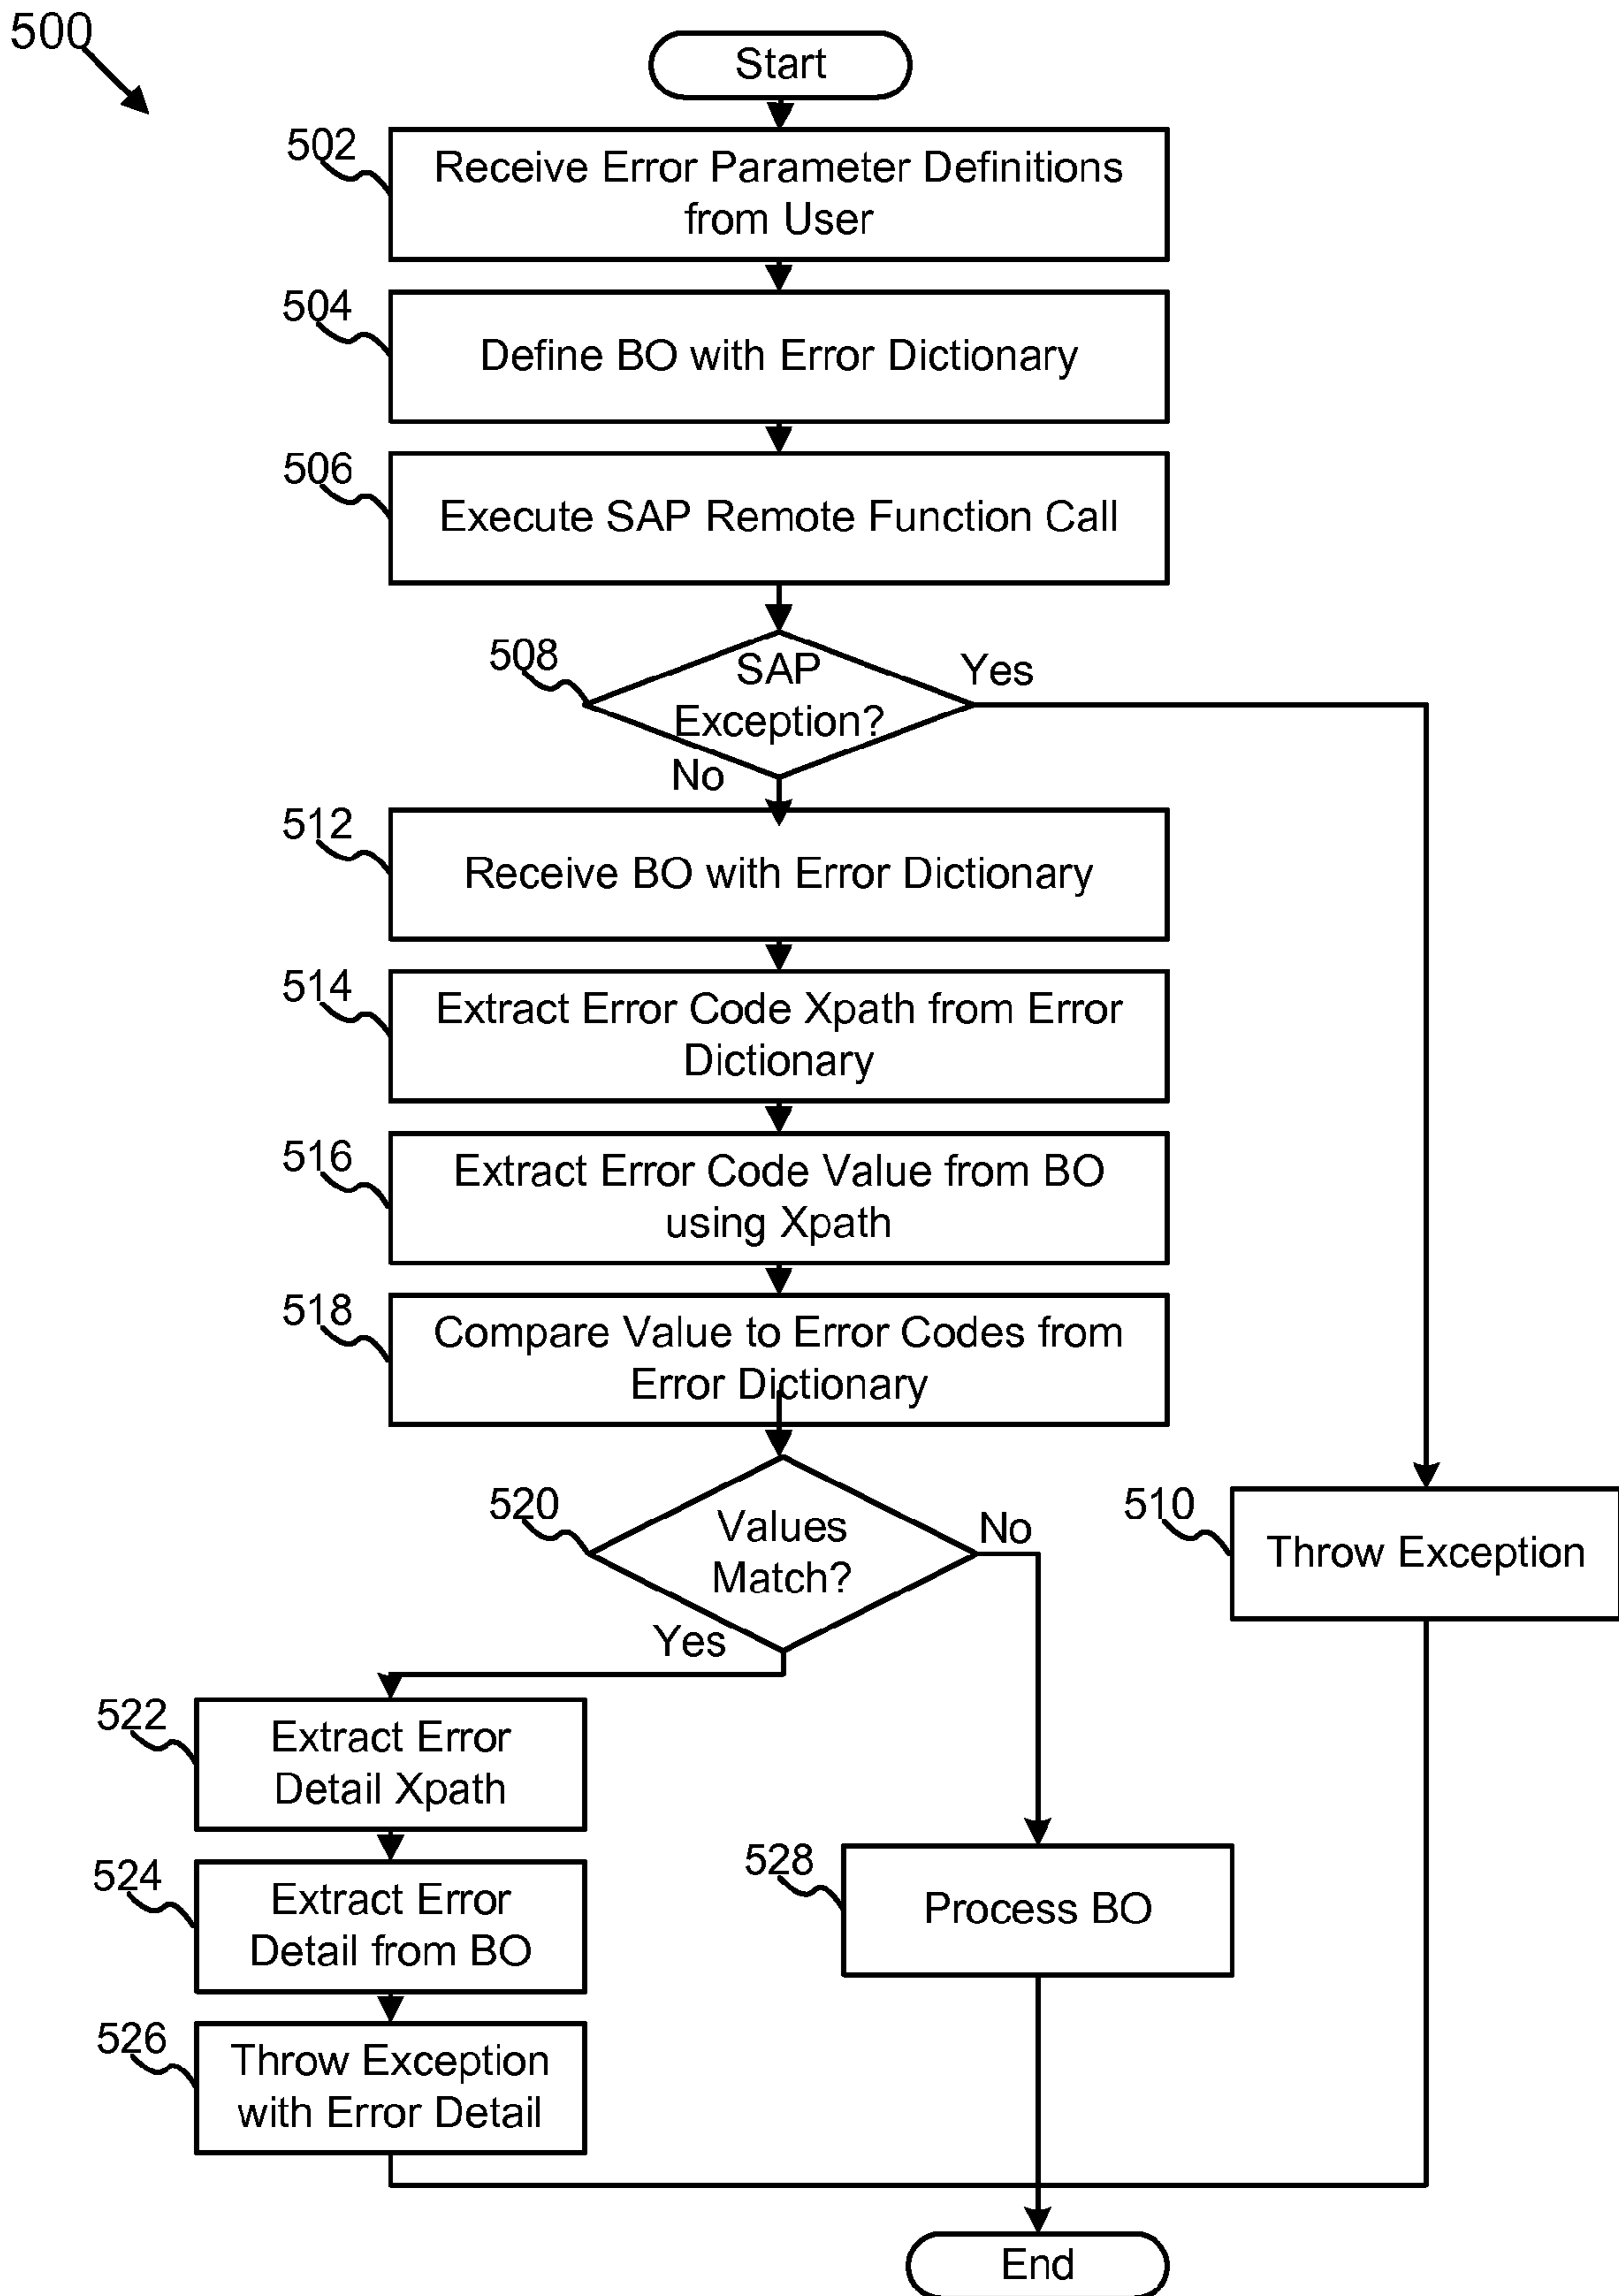 500
Start
502
Receive Error Parameter Definitions
from User
504
Define BO with Error Dictionary
506
Execute SAP Remote Function Call
508
SAP
Exception?
Yes
No
512
Receive BO with Error Dictionary
514
Extract Error Code Xpath from Error
Dictionary
516
Extract Error Code Value from BO
using Xpath
518
Compare Value to Error Codes from
Error Dictionary
520
Values
Match?
No
Yes
510
Throw Exception
522
Extract Error
Detail Xpath
524
Extract Error
Detail from BO
528
Process BO
526
Throw Exception
with Error Detail
End